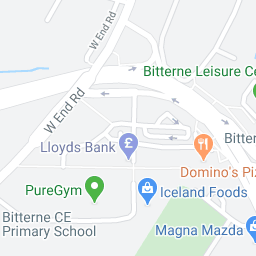 W End Rd
Bitterne Leisure Ce
W End Rd
Lloyds Bank
£
Bitter
Domino's Piz
PureGym
Iceland Foods
Bitterne CE
Primary School
Magna Mazda